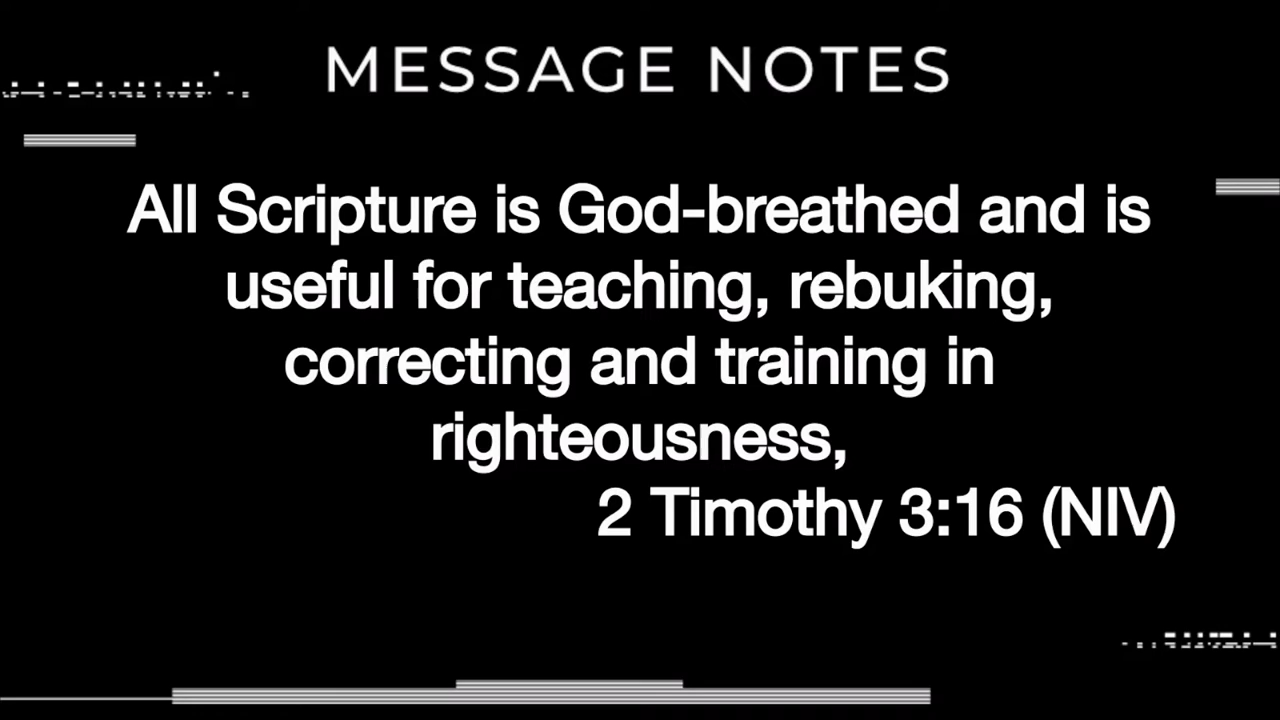 MESSAGE NOTES
All Scripture is God-breathed and is
useful for teaching, rebuking,
correcting and training in
righteousness,
2 Timothy 3:16 (NIV)